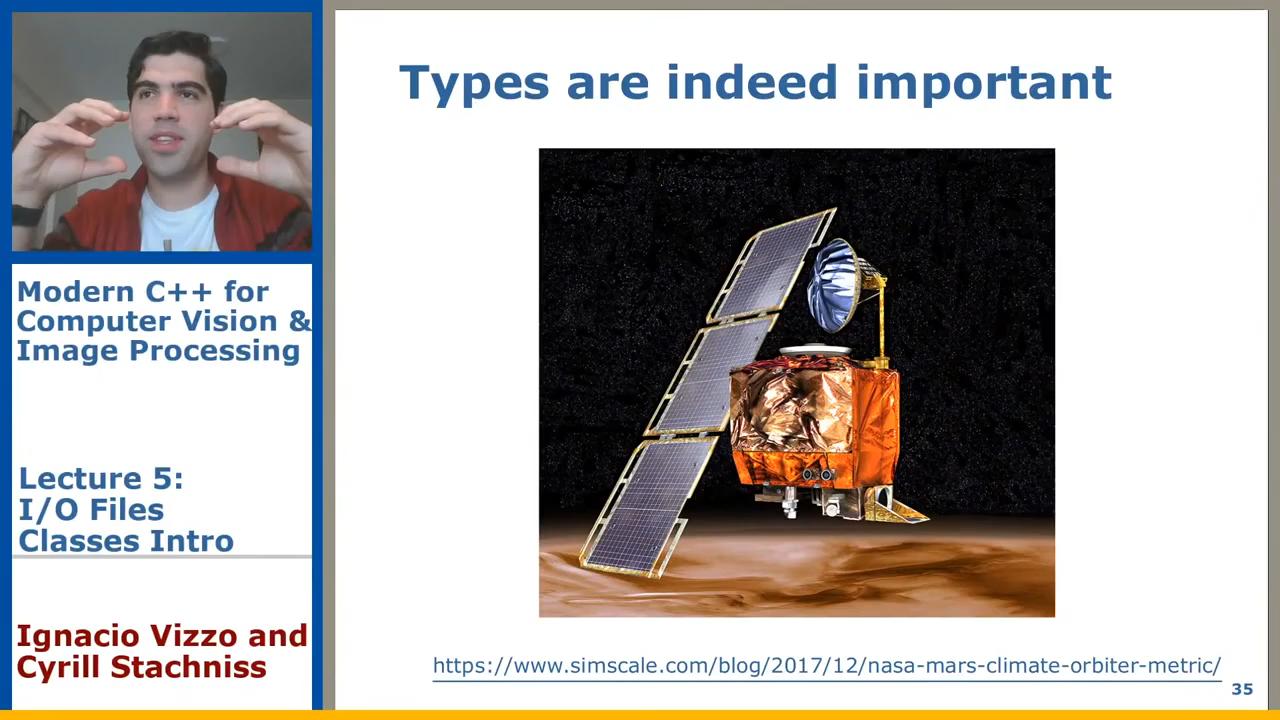 Types are indeed important
Modern C++ for
Computer Vision &
Image Processing
Lecture 5:
I/O Files
Classes Intro
Ignacio Vizzo and
Cyrill Stachniss
https://www.simscale.com/blog/2017/12/nasa-mars-climate-orbiter-metric/
35